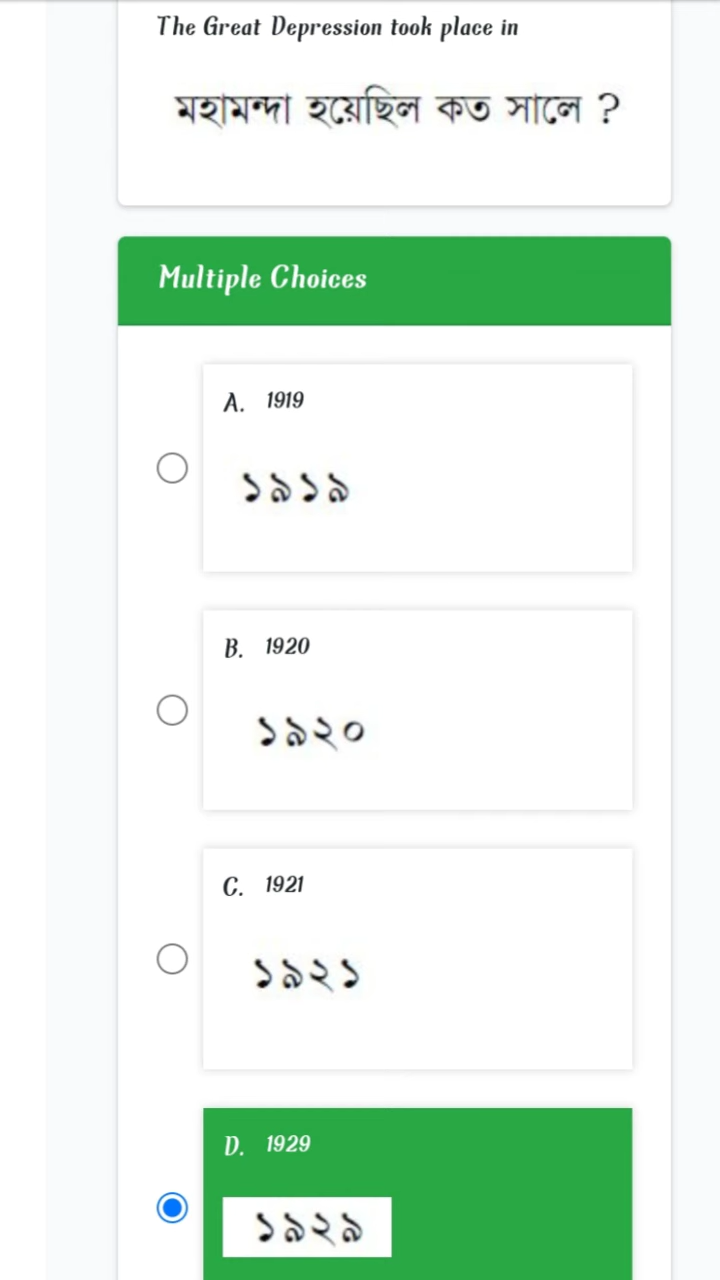 The Great Depression took place in
মহামন্দা হয়েছিল কত সালে ?
Multiple Choices
A. 1919
১৯১৯
B. 1920
১৯২০
C. 1921
১৯২১
D. 1929
১৯২৯